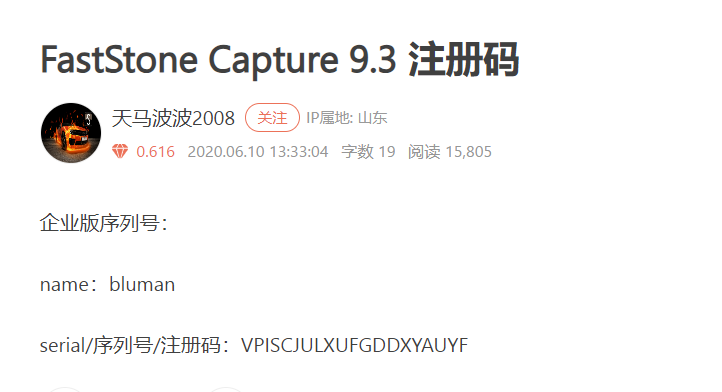 FastStone Capture 9.3 注册码
天马波波2008 关注 IP属地: 山东
0.616 2020.06.10 13:33:04 字数 19 阅读 15,805
企业版序列号：
name：bluman
serial/序列号/注册码：VPISCJULXUFGDDXYAUYF